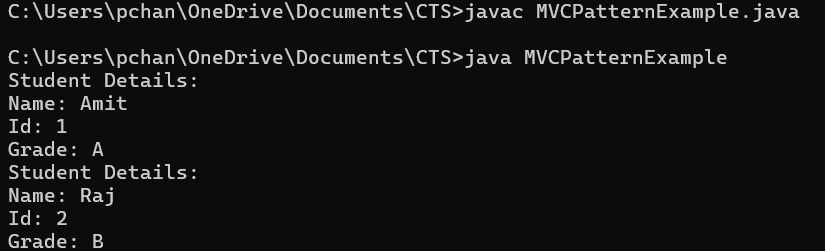 C:\Users\pchan\OneDrive\Documents\CTS>javac MVCPatternExample.java
C:\Users\pchan\OneDrive\Documents\CTS>java MVCPatternExample
Student Details:
Name: Amit
Id: 1
Grade: A
Student Details:
Name: Raj
Id: 2
Grade: B